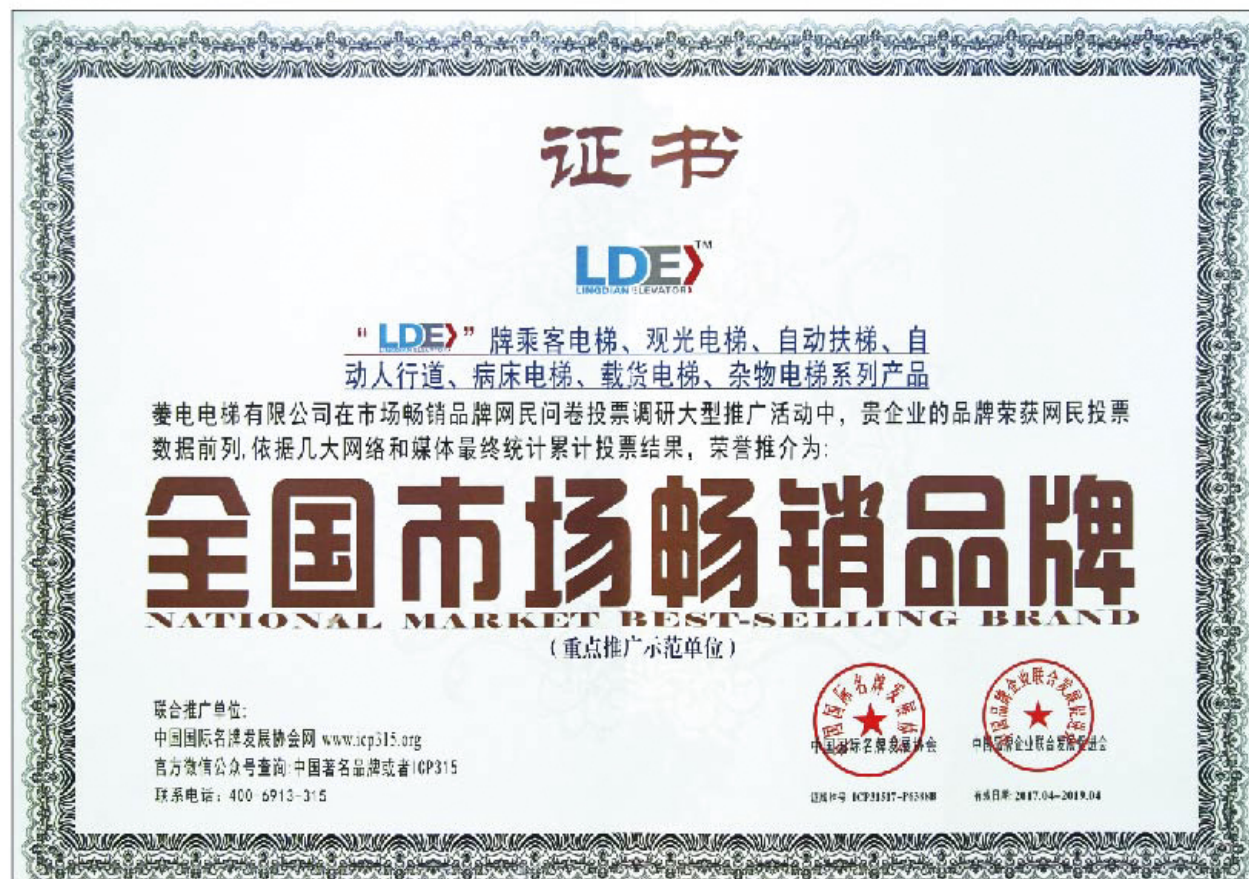 证书
LDE TM
LINGDIAN ELEVATOR
“LDE”牌乘客电梯、观光电梯、自动扶梯、自
动人行道、病床电梯、载货电梯、杂物电梯系列产品
菱电电梯有限公司在市场畅销品牌网民问卷投票调研大型推广活动中，贵企业的品牌荣获网民投票
数据前列,依据几大网络和媒体最终统计累计投票结果，荣誉推介为:
全国市场畅销品牌
NATIONAL MARKET BEST-SELLING BRAND
（重点推广示范单位）
联合推广单位:
中国国际名牌发展协会网 www.icp315.org
官方微信公众号查询:中国著名品牌或者ICP315
联系电话：400-6913-315
中国国际名牌发展协会
中国品牌企业联合发展促进会
有效日期: 2017.04-2019.04